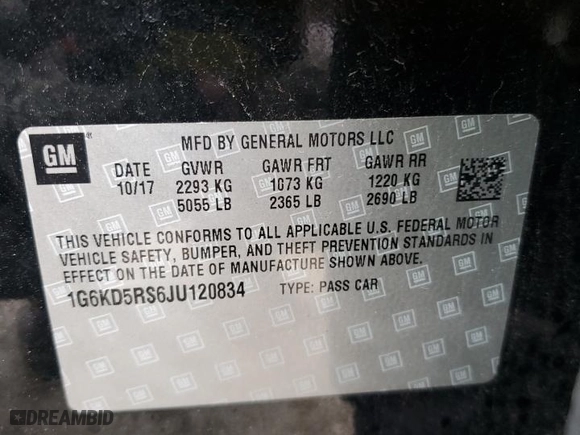 GM
MFD BY GENERAL MOTORS LLC
DATE GVWR GAWR FRT GAWR RR
10/17 2293 KG 1073 KG 1220 KG
5055 LB 2365 LB 2690 LB
THIS VEHICLE CONFORMS TO ALL APPLICABLE U.S. FEDERAL MOTOR
VEHICLE SAFETY, BUMPER, AND THEFT PREVENTION STANDARDS IN
EFFECT ON THE DATE OF MANUFACTURE SHOWN ABOVE.
1G6KD5RS6JU120834 TYPE: PASS CAR
DREAMBID